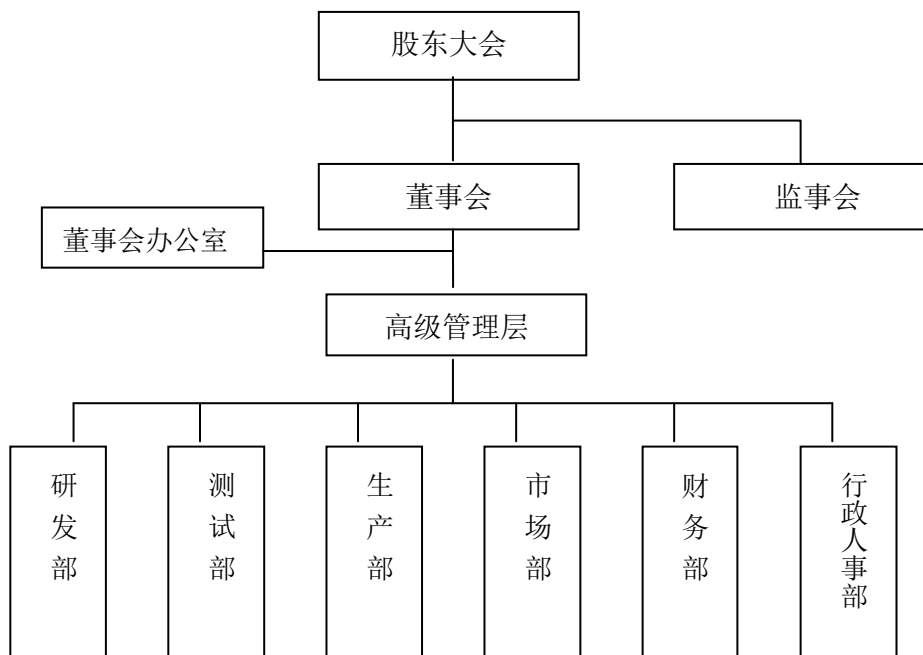 股东大会
董事会
监事会
董事会办公室
高级管理层
研发部
测试部
生产部
市场部
财务部
行政人事部